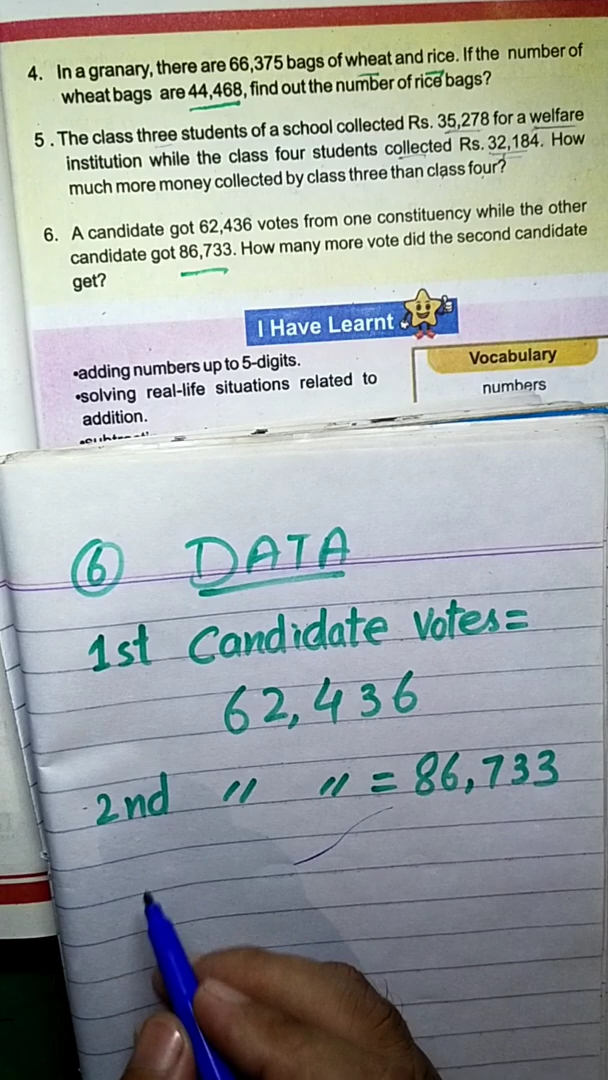 4. In a granary, there are 66,375 bags of wheat and rice. If the number of
wheat bags are 44,468, find out the number of rice bags?
5. The class three students of a school collected Rs. 35,278 for a welfare
institution while the class four students collected Rs. 32,184. How
much more money collected by class three than class four?
6. A candidate got 62,436 votes from one constituency while the other
candidate got 86,733. How many more vote did the second candidate
get?
I Have Learnt
•adding numbers up to 5-digits.
•solving real-life situations related to
addition.
Vocabulary
numbers
6 DATA
1st Candidate Votes=
62,436
2nd " " = 86,733